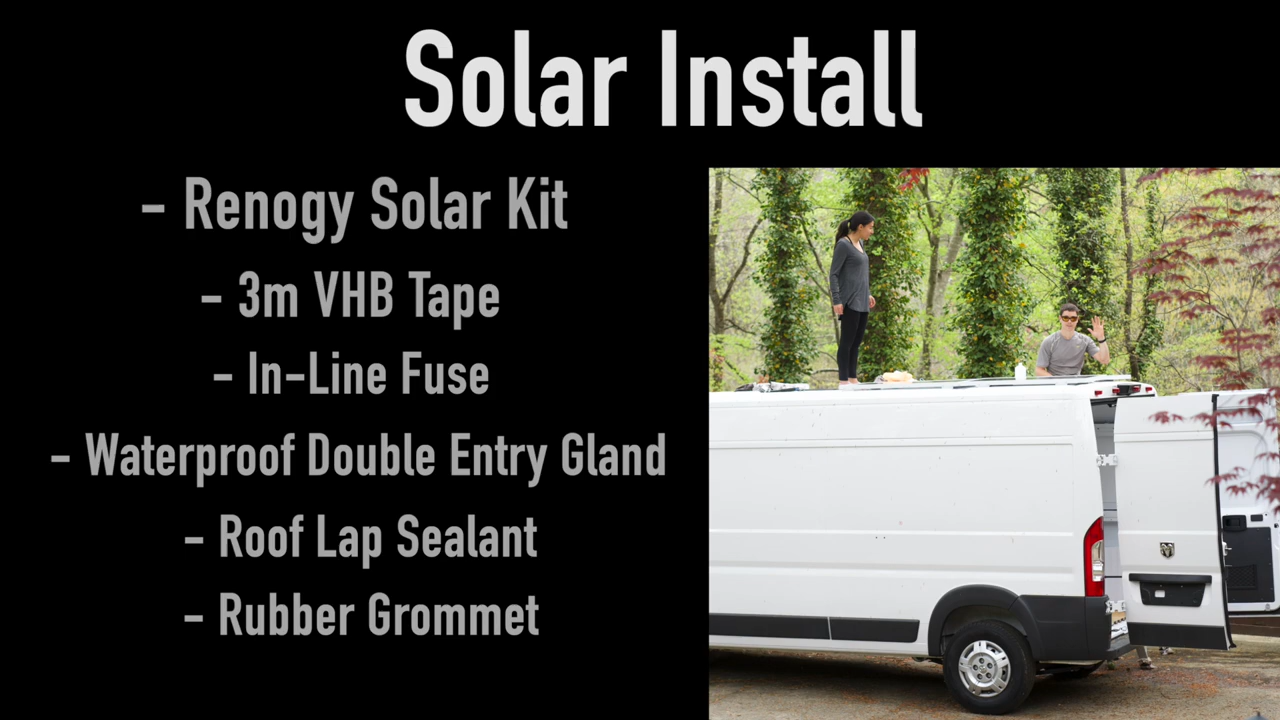 Solar Install
- Renogy Solar Kit
- 3m VHB Tape
- In-Line Fuse
- Waterproof Double Entry Gland
- Roof Lap Sealant
- Rubber Grommet